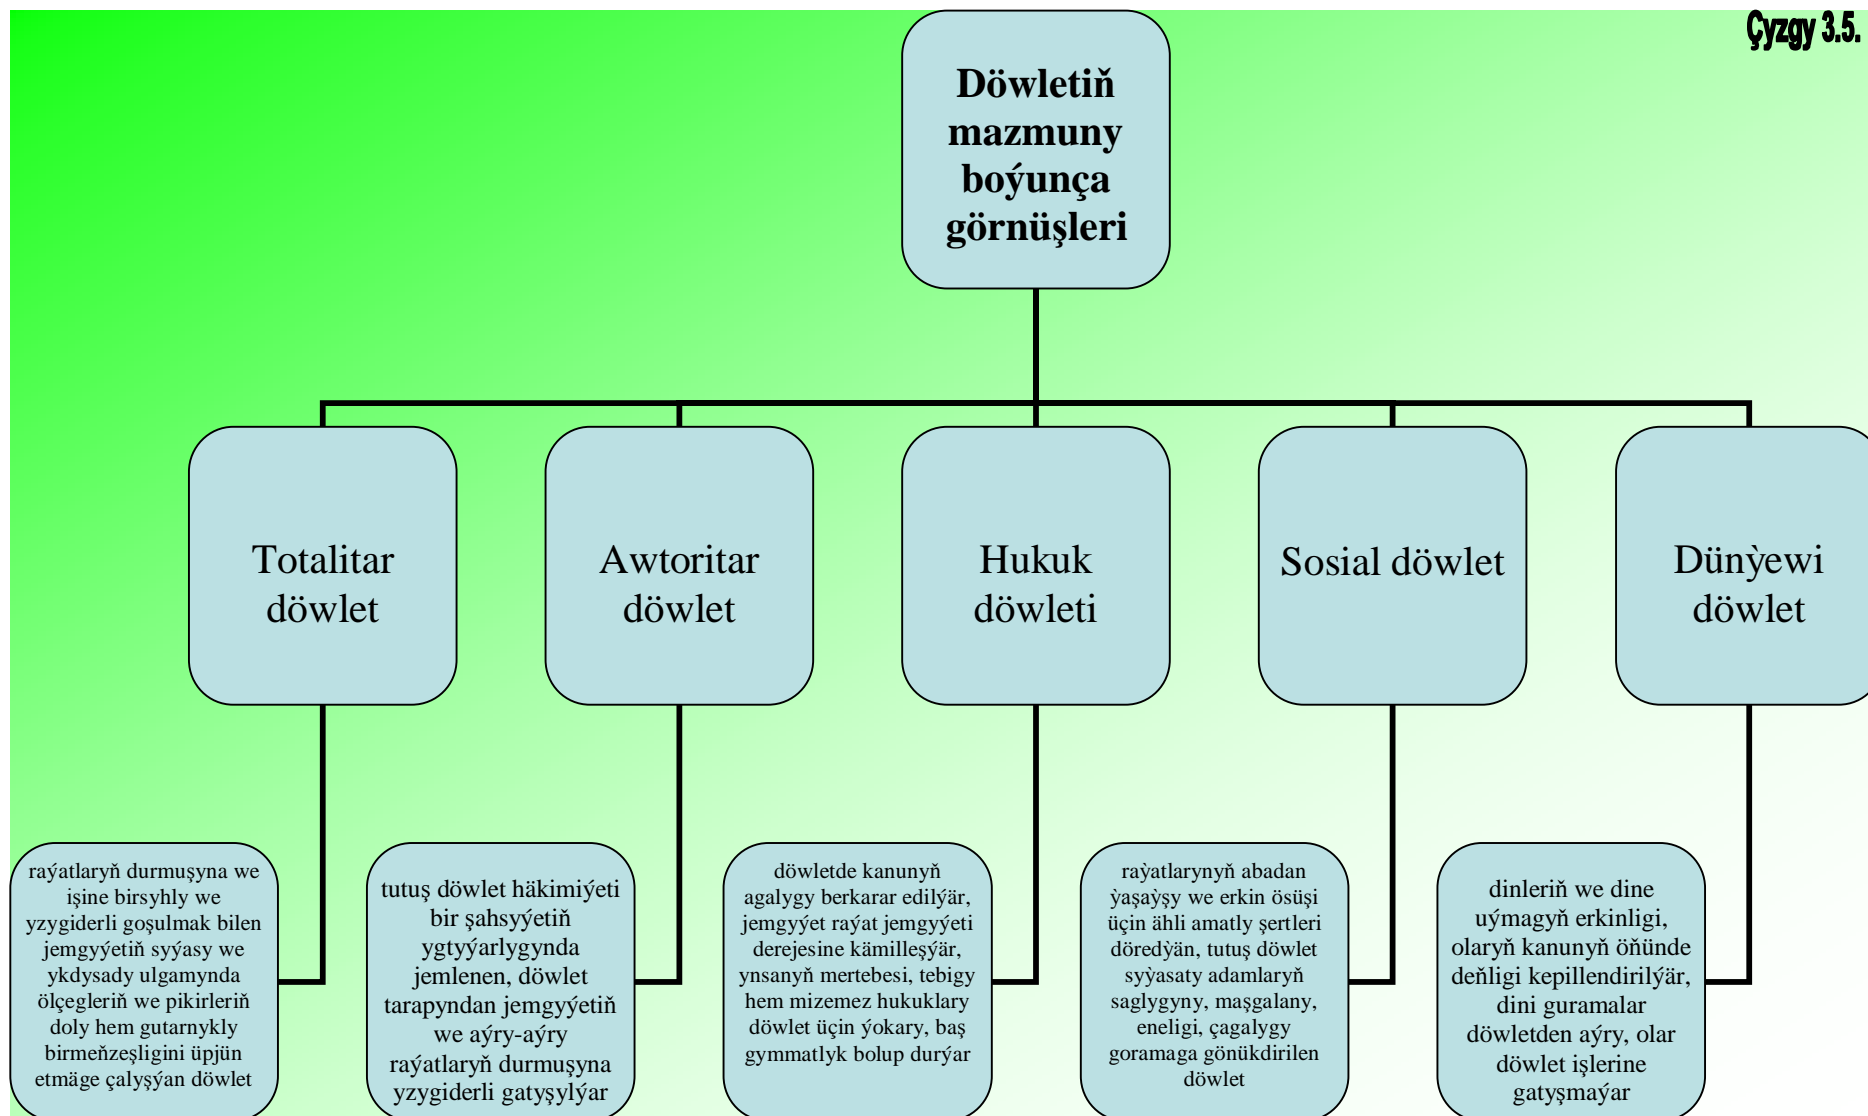 Çyzgy 3.5.
Döwletiň
mazmuny
boýunça
görnüşleri
Totalitar
döwlet
Awtoritar
döwlet
Hukuk
döwleti
Sosial döwlet
Dünỳewi
döwlet
raýatlaryň durmuşyna we
işine birsyhly we
yzygiderli goşulmak bilen
jemgyýetiň syýasy we
ykdysady ulgamynda
ölçegleriň we pikirleriň
doly hem gutarnykly
birmeňzeşligini üpjün
etmäge çalyşýan döwlet
tutuş döwlet häkimiýeti
bir şahsyýetiň
ygtyýarlygynda
jemlenen, döwlet
tarapyndan jemgyýetiň
we aýry-aýry
raýatlaryň durmuşyna
yzygiderli gatyşylýar
döwletde kanunyň
agalygy berkarar edilýär,
jemgyýet raýat jemgyýeti
derejesine kämilleşýär,
ynsanyň mertebesi, tebigy
hem mizemez hukuklary
döwlet üçin ýokary, baş
gymmatlyk bolup durýar
raỳatlarynyň abadan
ỳaşaỳşy we erkin ösüşi
üçin ähli amatly şertleri
döredỳän, tutuş döwlet
syỳasaty adamlaryň
saglygyny, maşgalany,
eneligi, çagalygy
goramaga gönükdirilen
döwlet
dinleriň we dine
uýmagyň erkinligi,
olaryň kanunyň öňünde
deňligi kepillendirilýär,
dini guramalar
döwletden aýry, olar
döwlet işlerine
gatyşmaýar